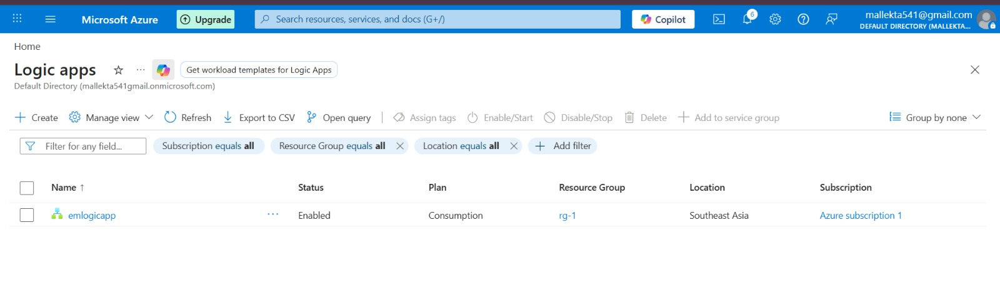 Microsoft Azure Upgrade Search resources, services, and docs (G+/) Copilot 6 mallekta541@gmail.com
DEFAULT DIRECTORY (MALLEKTA...
Home
Logic apps ... Get workload templates for Logic Apps
Default Directory (mallekta541gmail.onmicrosoft.com)
Create Manage view Refresh Export to CSV Open query Assign tags Enable/Start Disable/Stop Delete Add to service group Group by none
Filter for any field... Subscription equals all Resource Group equals all Location equals all Add filter
Name ↑ Status Plan Resource Group Location Subscription
emlogicapp ... Enabled Consumption rg-1 Southeast Asia Azure subscription 1